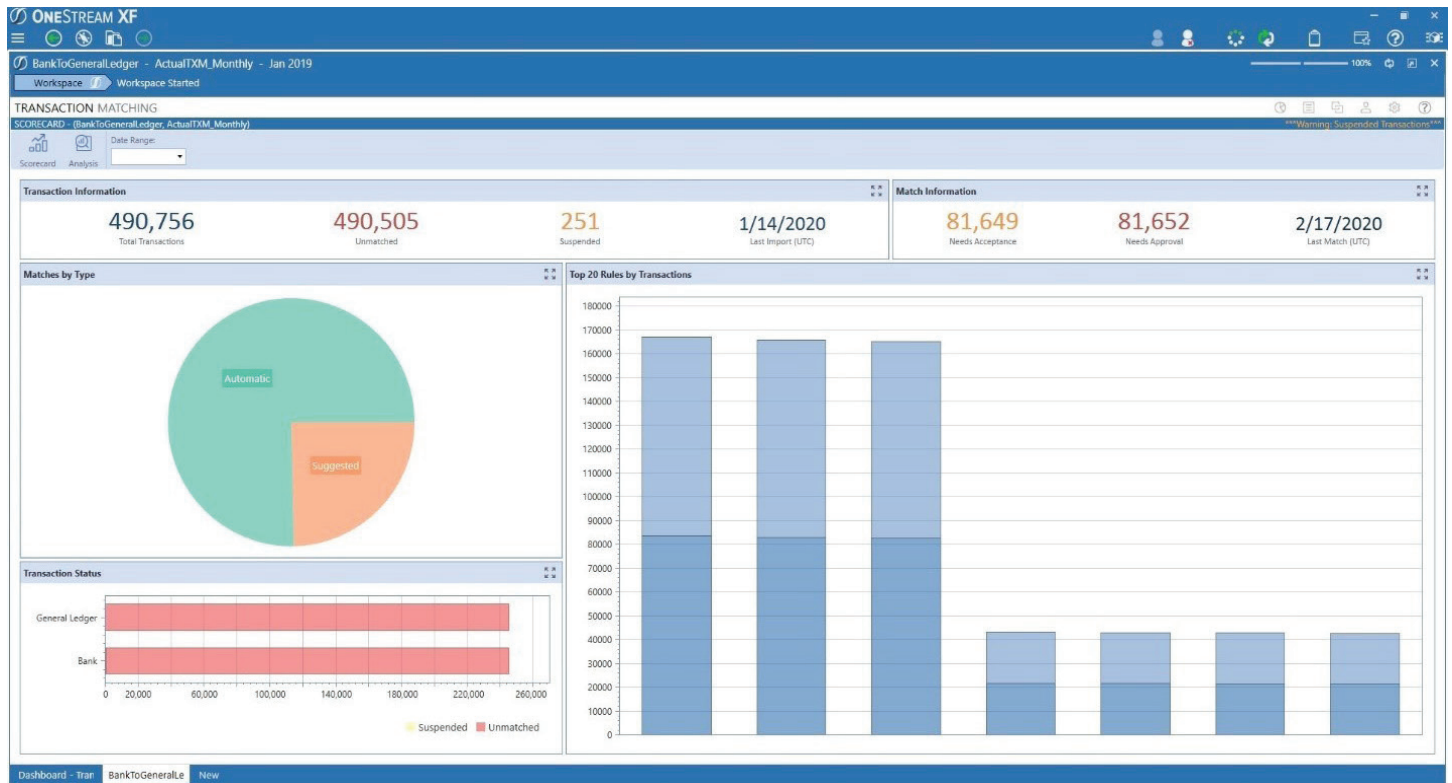 ONESTREAM XF
BankToGeneralLedger - ActualTXM_Monthly - Jan 2019
100%
Workspace Workspace Started
TRANSACTION MATCHING
SCORECARD - (BankToGeneralLedger, ActualTXM_Monthly)
***Warning: Suspended Transactions***
Date Range:
Scorecard Analysis
Transaction Information
490,756
Total Transactions
490,505
Unmatched
251
Suspended
1/14/2020
Last Import (UTC)
Match Information
81,649
Needs Acceptance
81,652
Needs Approval
2/17/2020
Last Match (UTC)
Matches by Type
Automatic
Suggested
Transaction Status
General Ledger
Bank
0 20,000 60,000 100,000 140,000 180,000 220,000 260,000
Suspended Unmatched
Top 20 Rules by Transactions
180000
170000
160000
150000
140000
130000
120000
110000
100000
90000
80000
70000
60000
50000
40000
30000
20000
10000
0
Dashboard - Tran BankToGeneralLe New